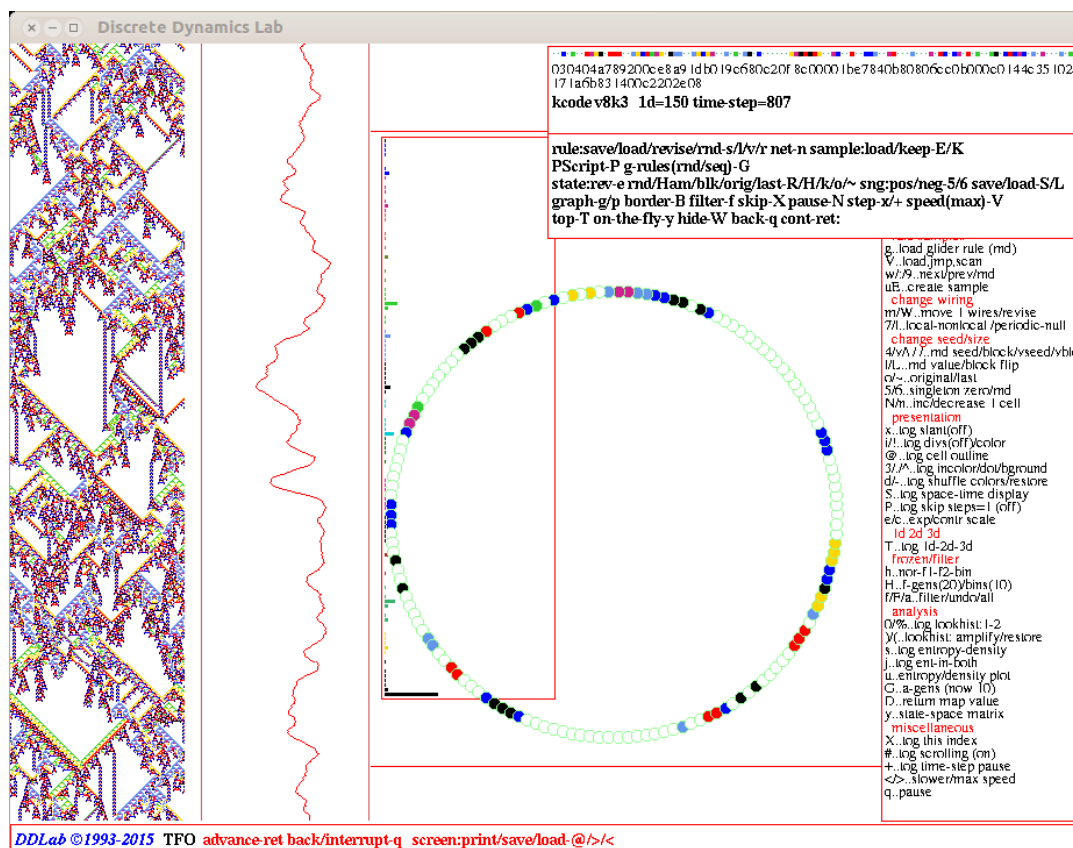 Discrete Dynamics Lab
030404a789200ce8a91db019c680c20f8c00001be7840b80806cc0b000c0144c35102
171a6b831400c2202e08
kcode v8k3 1d=150 time-step=807
rule:save/load/revise/rnd-s/l/v/r net-n sample:load/keep-E/K
PScript-P g-rules(rnd/seq)-G
state:rev-e rnd/Ham/blk/orig/last-R/H/k/o/~ sng:pos/neg-5/6 save/load-S/L
graph-g/p border-B filter-f skip-X pause-N step-x/+ speed(max)-V
top-T on-the-fly-y hide-W back-q cont-ret:
g..load glider rule (rnd)
V..load,jmp,scan
w/:/9..next/prev/rnd
uE..create sample
change wiring
m/W..move 1 wires/revise
7/l..local-nonlocal /periodic-null
change seed/size
rnd seed/block/vseed/vbl
l/L..rnd value/block flip
o/~..original/last
5/6..singleton zero/rnd
N/n..inc/decrease 1 cell
presentation
x..tog slant(off)
i/!..tog divs(off)/color
@..tog cell outline
3/./^..tog incolor/dot/bground
d/-..tog shuffle colors/restore
S..tog space-time display
P..tog skip steps=1 (off)
e/c..exp/contr scale
1d 2d 3d
T..tog 1d-2d-3d
frozen/filter
h..nor-f1-f2-bin
H..f-gens(20)/bins(10)
f/F/a..filter/undo/all
analysis
0/%..tog lookhist: 1-2
)/(..lookhist: amplify/restore
s..tog entropy-density
j..tog ent-in-both
u..entropy/density plot
G..a-gens (now 10)
D..return map value
y..state-space matrix
miscellaneous
X..tog this index
#..tog scrolling (on)
+..tog time-step pause
</>..slower/max speed
q..pause
DDLab ©1993-2015 TFO advance-ret back/interrupt-q screen:print/save/load-@/>/<